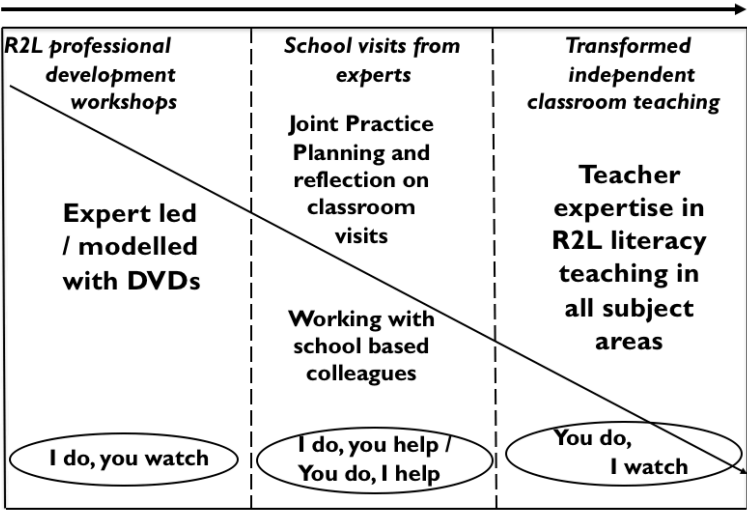 R2L professional
development
workshops
Expert led
/ modelled
with DVDs
I do, you watch
School visits from
experts
Joint Practice
Planning and
reflection on
classroom
visits
Working with
school based
colleagues
I do, you help /
You do, I help
Transformed
independent
classroom teaching
Teacher
expertise in
R2L literacy
teaching in
all subject
areas
You do,
I watch